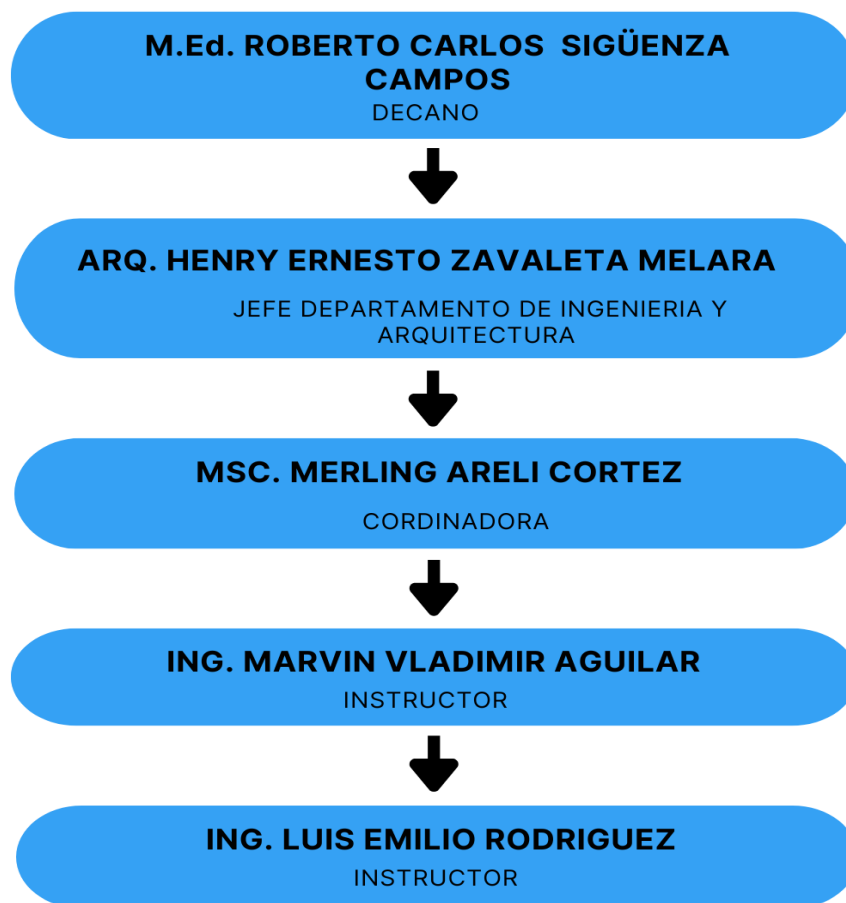 M.Ed. ROBERTO CARLOS SIGÜENZA
CAMPOS
DECANO
ARQ. HENRY ERNESTO ZAVALETA MELARA
JEFE DEPARTAMENTO DE INGENIERIA Y
ARQUITECTURA
MSC. MERLING ARELI CORTEZ
CORDINADORA
ING. MARVIN VLADIMIR AGUILAR
INSTRUCTOR
ING. LUIS EMILIO RODRIGUEZ
INSTRUCTOR